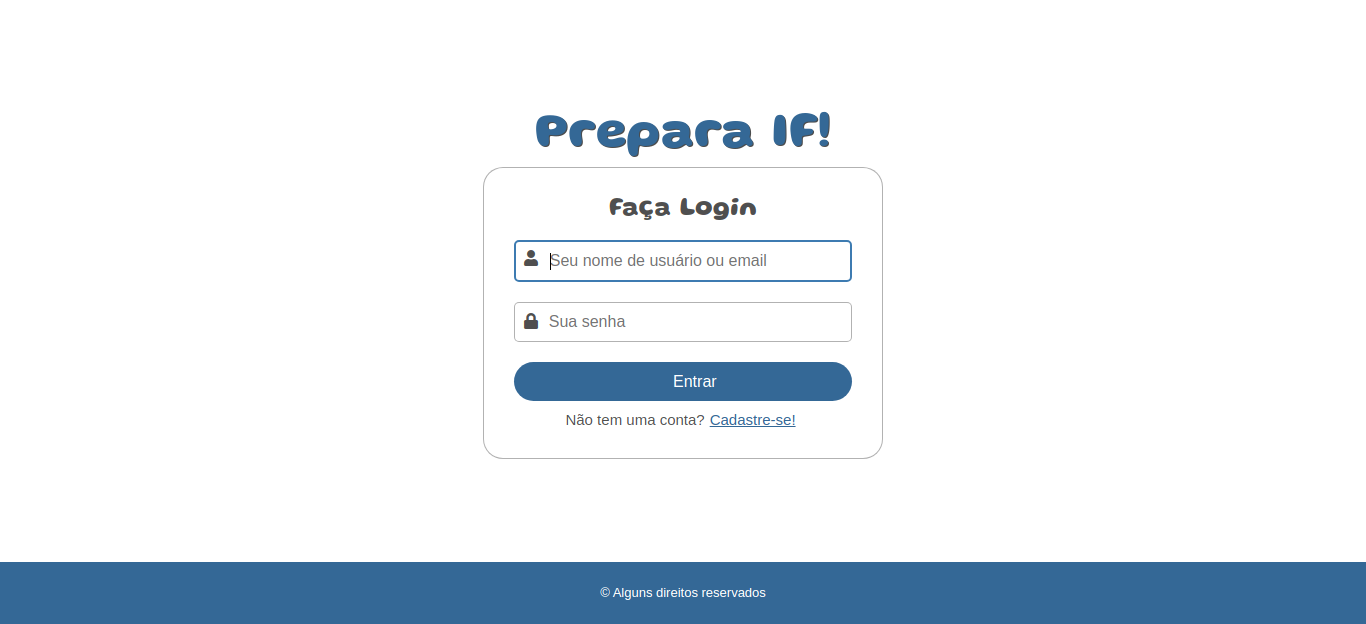 Prepara IF!
Faça Login
Seu nome de usuário ou email
Sua senha
Entrar
Não tem uma conta? Cadastre-se!
© Alguns direitos reservados